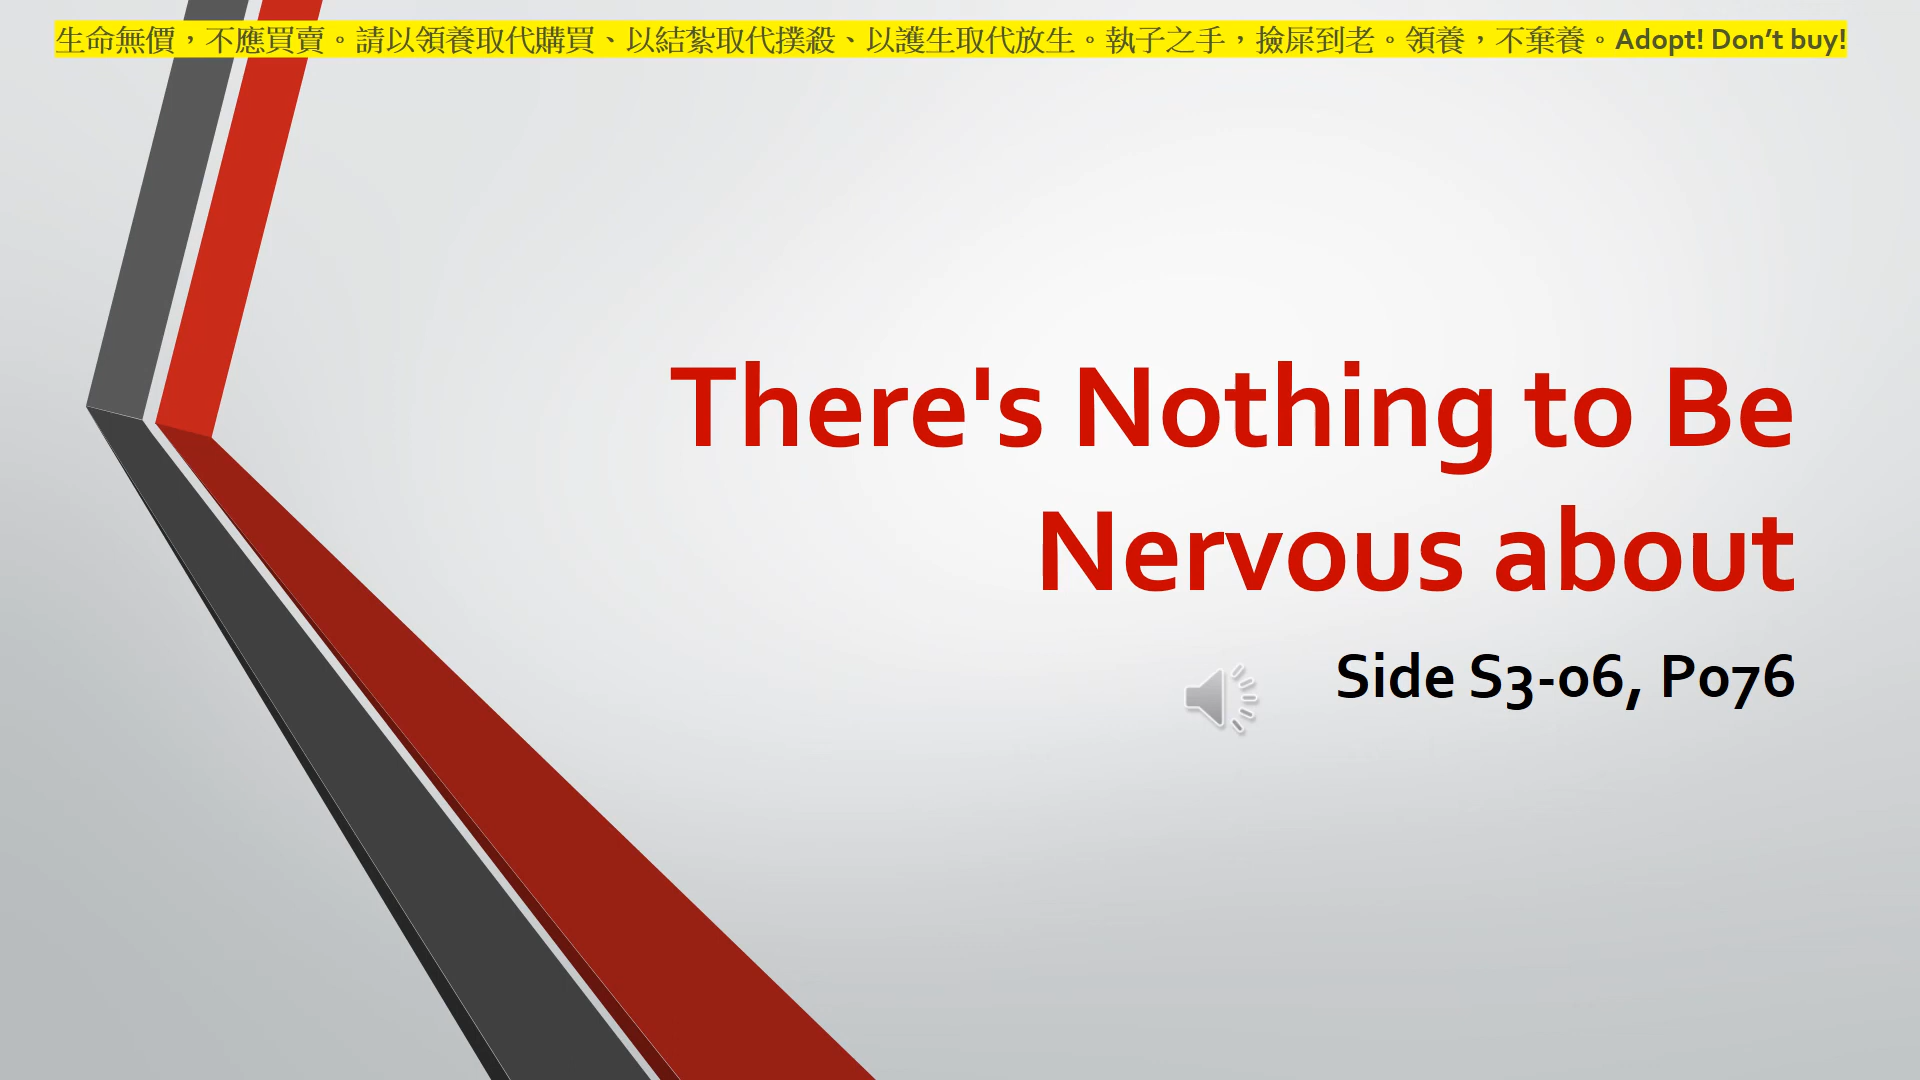 生命無價，不應買賣。請以領養取代購買、以結紮取代撲殺、以護生取代放生。執子之手，撿屎到老。領養，不棄養。Adopt! Don’t buy!
There's Nothing to Be
Nervous about
Side S3-06, P076